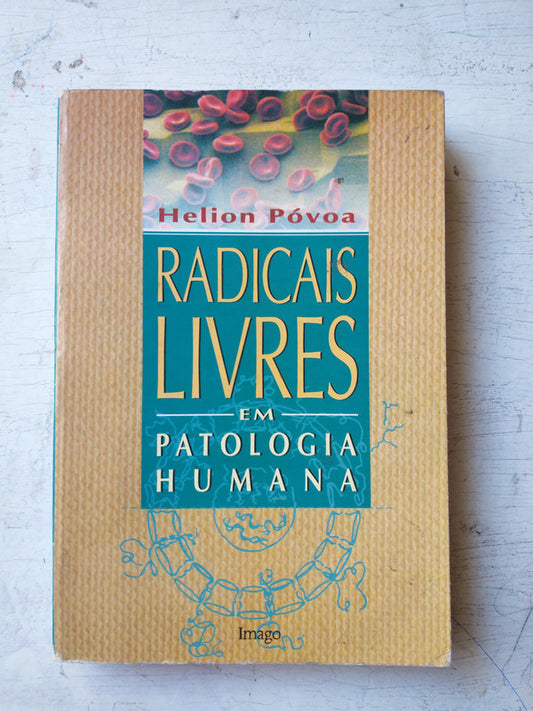 Helion Póvoa
RADICAIS
LIVRES
EM
PATOLOGIA
HUMANA
Imago